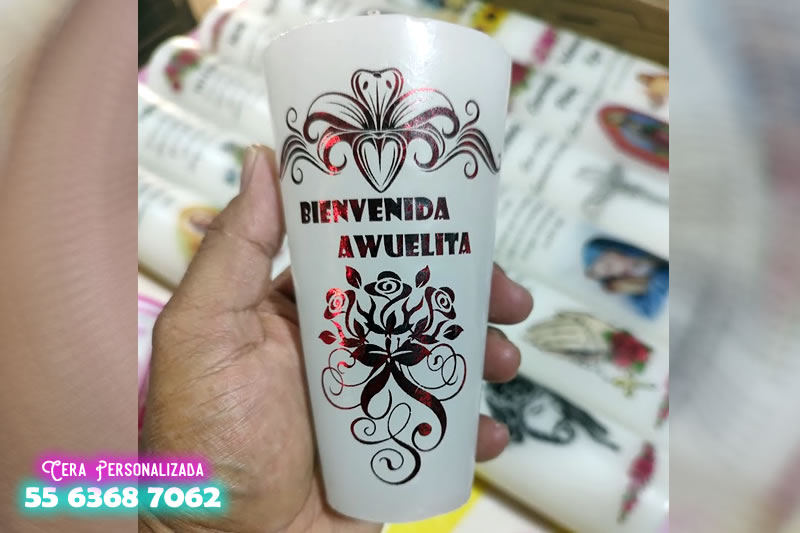 BIENVENIDA
AWUELITA
Cera Personalizada
55 6368 7062